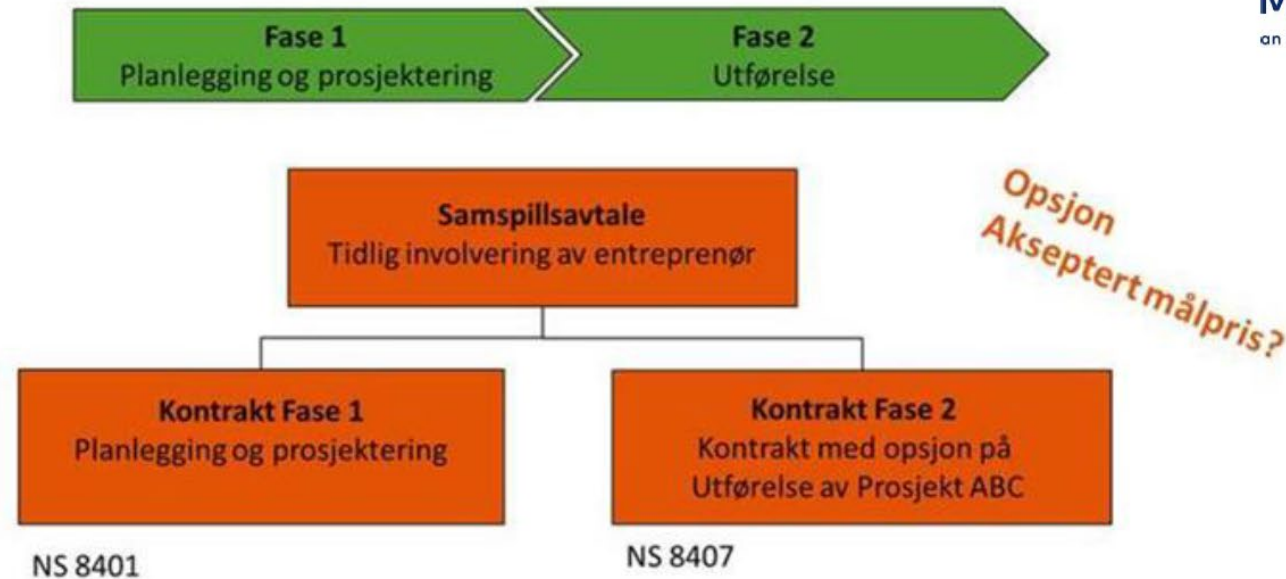 Fase 1
Planlegging og prosjektering
Fase 2
Utførelse
an
Samspillsavtale
Tidlig involvering av entreprenør
Opsjon
Akseptert målpris?
Kontrakt Fase 1
Planlegging og prosjektering
Kontrakt Fase 2
Kontrakt med opsjon på
Utførelse av Prosjekt ABC
NS 8401
NS 8407